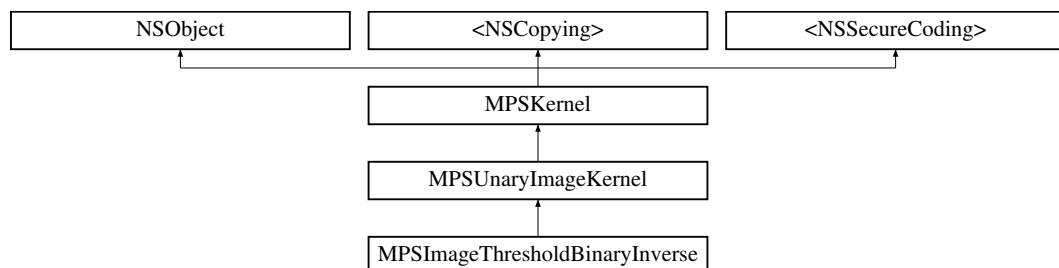 NSObject
<NSCopying>
<NSSecureCoding>
MPSKernel
MPSUnaryImageKernel
MPSImageThresholdBinaryInverse